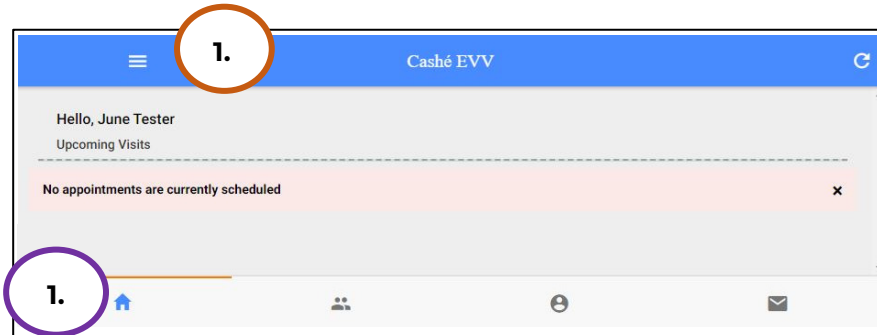 1.
Cashé EVV
Hello, June Tester
Upcoming Visits
No appointments are currently scheduled
1.